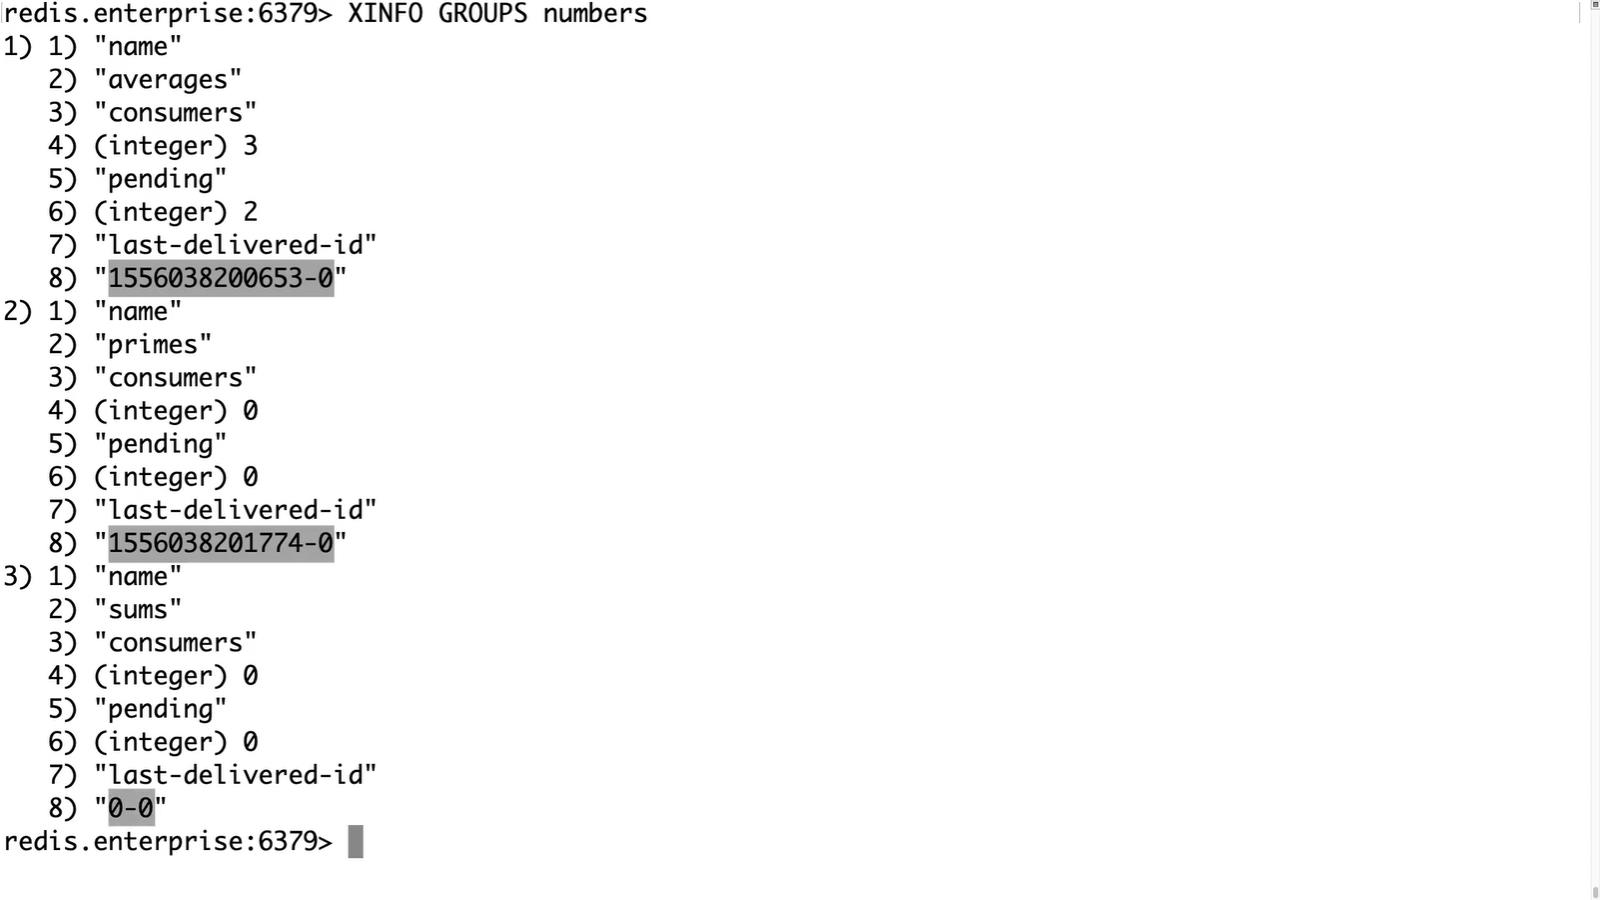 redis.enterprise:6379> XINFO GROUPS numbers
1) 1) "name"
   2) "averages"
   3) "consumers"
   4) (integer) 3
   5) "pending"
   6) (integer) 2
   7) "last-delivered-id"
   8) "1556038200653-0"
2) 1) "name"
   2) "primes"
   3) "consumers"
   4) (integer) 0
   5) "pending"
   6) (integer) 0
   7) "last-delivered-id"
   8) "1556038201774-0"
3) 1) "name"
   2) "sums"
   3) "consumers"
   4) (integer) 0
   5) "pending"
   6) (integer) 0
   7) "last-delivered-id"
   8) "0-0"
redis.enterprise:6379>